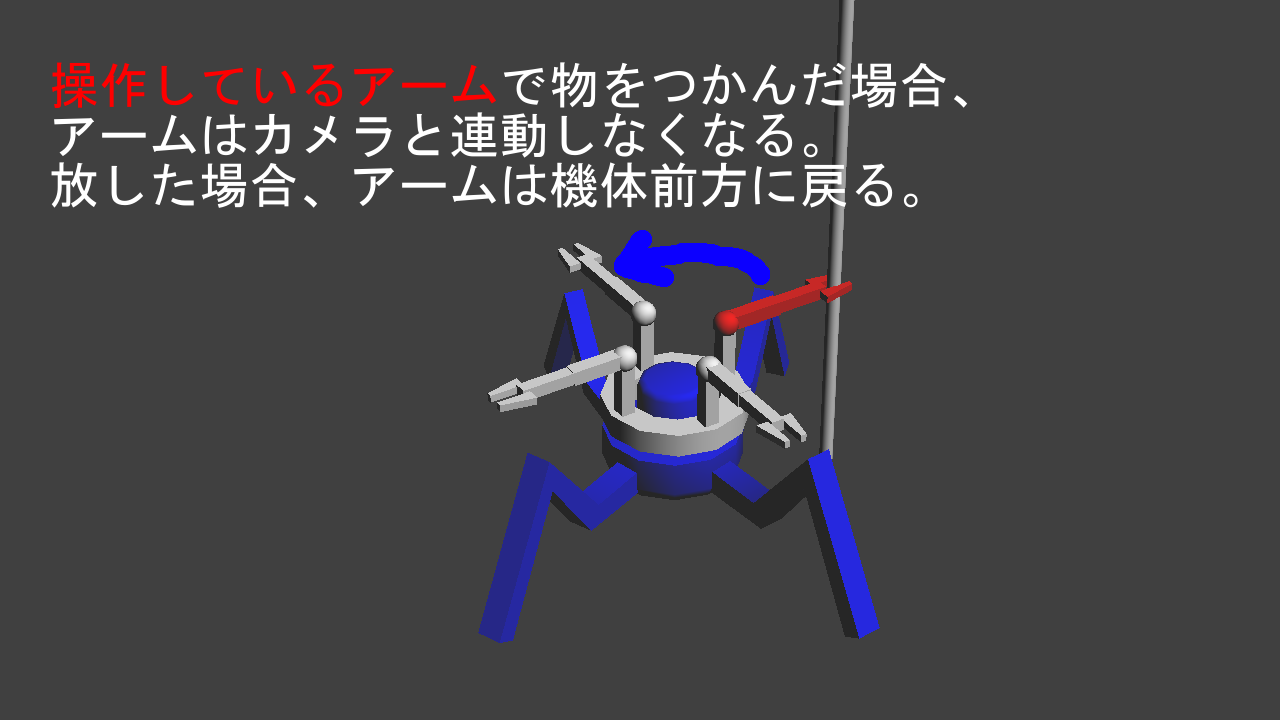 操作しているアームで物をつかんだ場合、
アームはカメラと連動しなくなる。
放した場合、アームは機体前方に戻る。